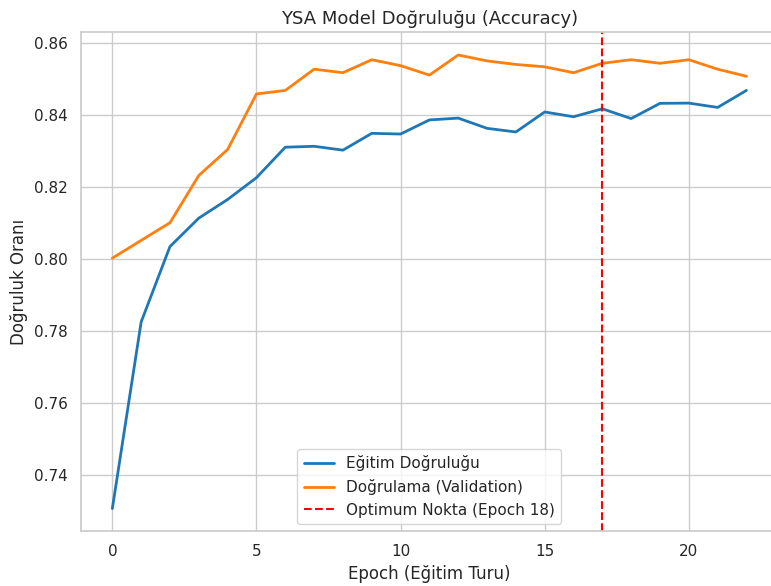 YSA Model Doğruluğu (Accuracy)
0.86
0.84
0.82
0.80
0.78
0.76
0.74
Doğruluk Oranı
Eğitim Doğruluğu
Doğrulama (Validation)
Optimum Nokta (Epoch 18)
0 5 10 15 20
Epoch (Eğitim Turu)